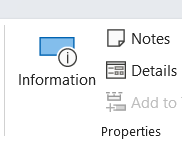 Information
Notes
Details
Add to
Properties